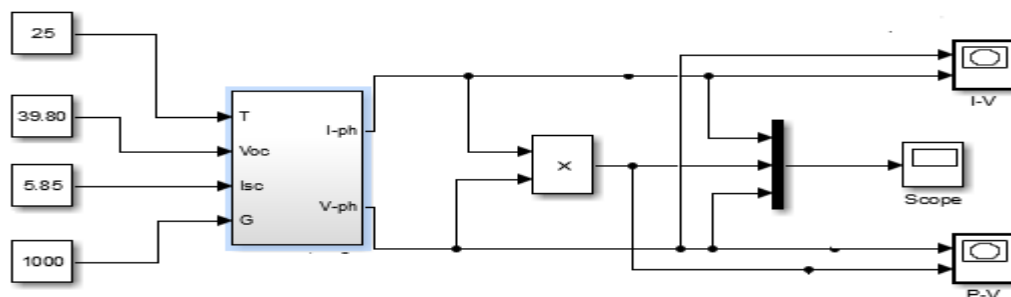 25
39.80
5.85
1000
T
Voc
Isc
G
I-ph
V-ph
X
I-V
Scope
P-V